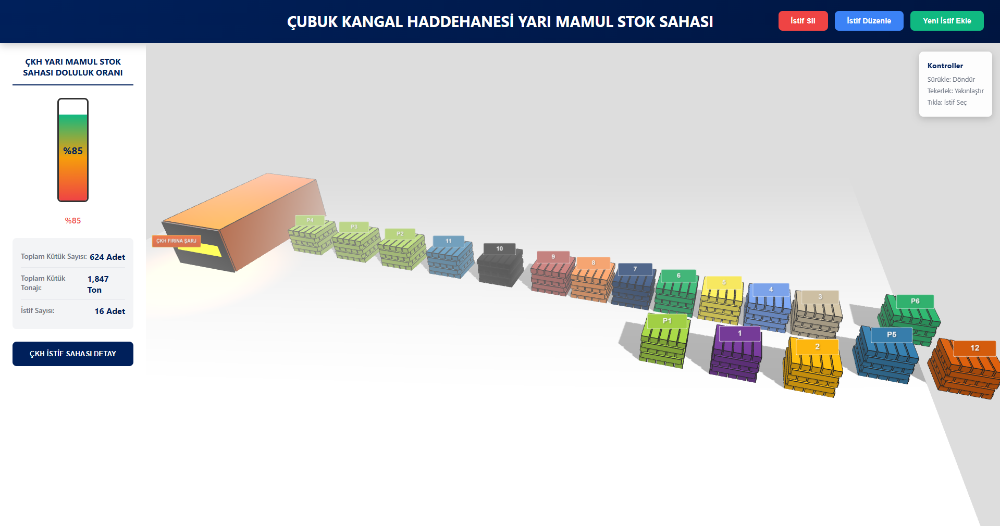 ÇUBUK KANGAL HADDEHANESİ YARI MAMUL STOK SAHASI
İstif Sil
İstif Düzenle
Yeni İstif Ekle
ÇKH YARI MAMUL STOK
SAHASI DOLULUK ORANI
%85
%85
Toplam Kütük Sayısı: 624 Adet
Toplam Kütük
Tonajı:
1,847
Ton
İstif Sayısı: 16 Adet
ÇKH İSTİF SAHASI DETAY
Kontroller
Sürükle: Döndür
Tekerlek: Yakınlaştır
Tıkla: İstif Seç
ÇKH FIRINA ŞARJ
P4
P3
P2
11
10
9
8
7
6
5
4
3
P6
P1
1
2
P5
12